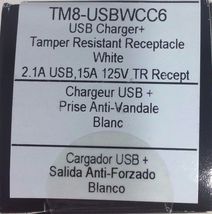 TM8-USBWCC6
USB Charger+
Tamper Resistant Receptacle
White
2.1A USB,15A 125V TR Recept
Chargeur USB +
Prise Anti-Vandale
Blanc
Cargador USB +
Salida Anti-Forzado
Blanco